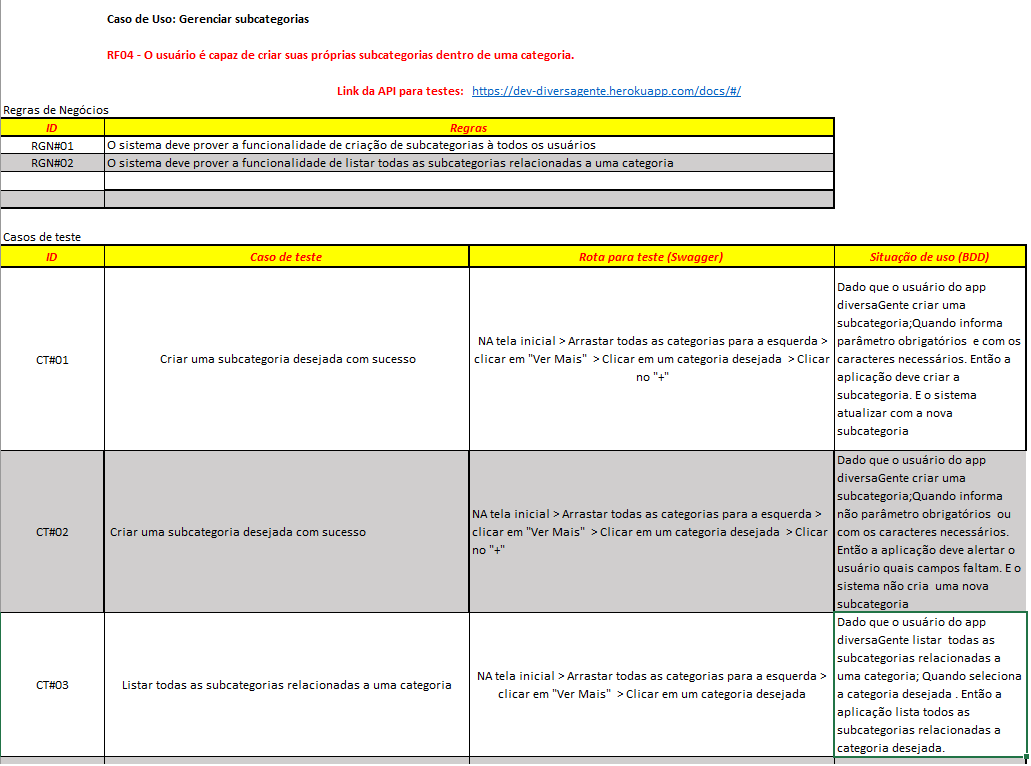 Caso de Uso: Gerenciar subcategorias
RF04 - O usuário é capaz de criar suas próprias subcategorias dentro de uma categoria.
Link da API para testes: https://dev-diversagente.herokuapp.com/docs/#/
Regras de Negócios
ID Regras
RGN#01 O sistema deve prover a funcionalidade de criação de subcategorias à todos os usuários
RGN#02 O sistema deve prover a funcionalidade de listar todas as subcategorias relacionadas a uma categoria
Casos de teste
ID Caso de teste Rota para teste (Swagger) Situação de uso (BDD)
CT#01
Criar uma subcategoria desejada com sucesso
NA tela inicial > Arrastar todas as categorias para a esquerda >
clicar em "Ver Mais" > Clicar em um categoria desejada > Clicar
no "+"
Dado que o usuário do app
diversaGente criar uma
subcategoria;Quando informa
parâmetro obrigatórios e com os
caracteres necessários. Então a
aplicação deve criar a
subcategoria. E o sistema
atualizar com a nova
subcategoria
CT#02
Criar uma subcategoria desejada com sucesso
NA tela inicial > Arrastar todas as categorias para a esquerda >
clicar em "Ver Mais" > Clicar em um categoria desejada > Clicar
no "+"
Dado que o usuário do app
diversaGente criar uma
subcategoria;Quando informa
não parâmetro obrigatórios ou
com os caracteres necessários.
Então a aplicação deve alertar o
usuário quais campos faltam. E o
sistema não cria uma nova
subcategoria
CT#03
Listar todas as subcategorias relacionadas a uma categoria
NA tela inicial > Arrastar todas as categorias para a esquerda >
clicar em "Ver Mais" > Clicar em um categoria desejada
Dado que o usuário do app
diversaGente listar todas as
subcategorias relacionadas a
uma categoria; Quando seleciona
a categoria desejada . Então a
aplicação lista todos as
subcategorias relacionadas a
categoria desejada.